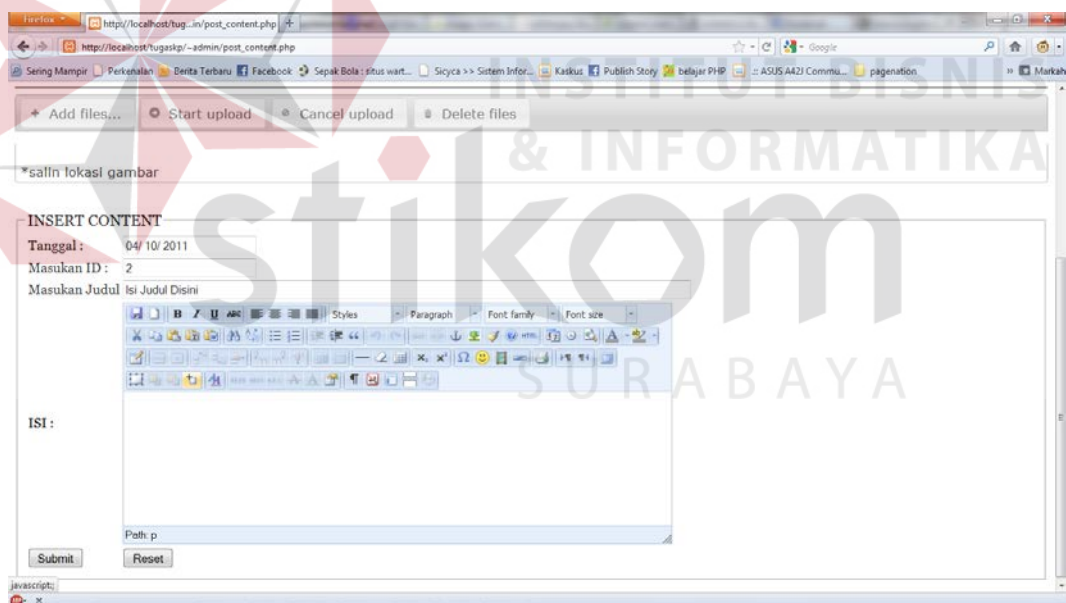 Firefox
http://localhost/tug...in/post_content.php
http://localhost/tugaskp/~admin/post_content.php
Google
Sering Mampir Perkenalan Berita Terbaru Facebook Sepak Bola : situs wart... Sicyca >> Sistem Infor... Kaskus Publish Story belajar PHP .:: ASUS A42J Commu... pagenation Markah
INSTITUT BISNIS
& INFORMATIKA
stikom
SURABAYA
+ Add files... Start upload Cancel upload Delete files
*salin lokasi gambar
INSERT CONTENT
Tanggal : 04/ 10/ 2011
Masukan ID : 2
Masukan Judul Isi Judul Disini
B I U ABC Styles Paragraph Font family Font size
HTML
ISI :
Path: p
Submit Reset
javascript:;